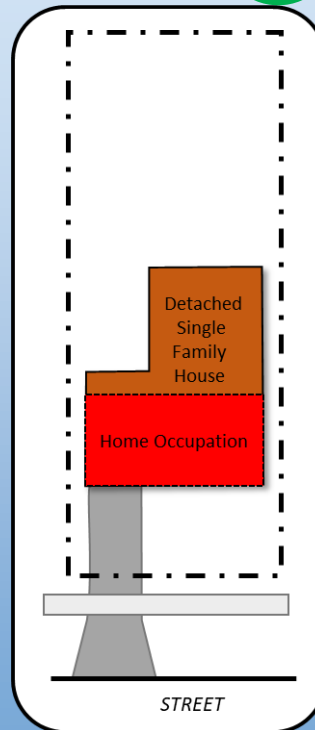 Detached
Single
Family
House
Home Occupation
STREET